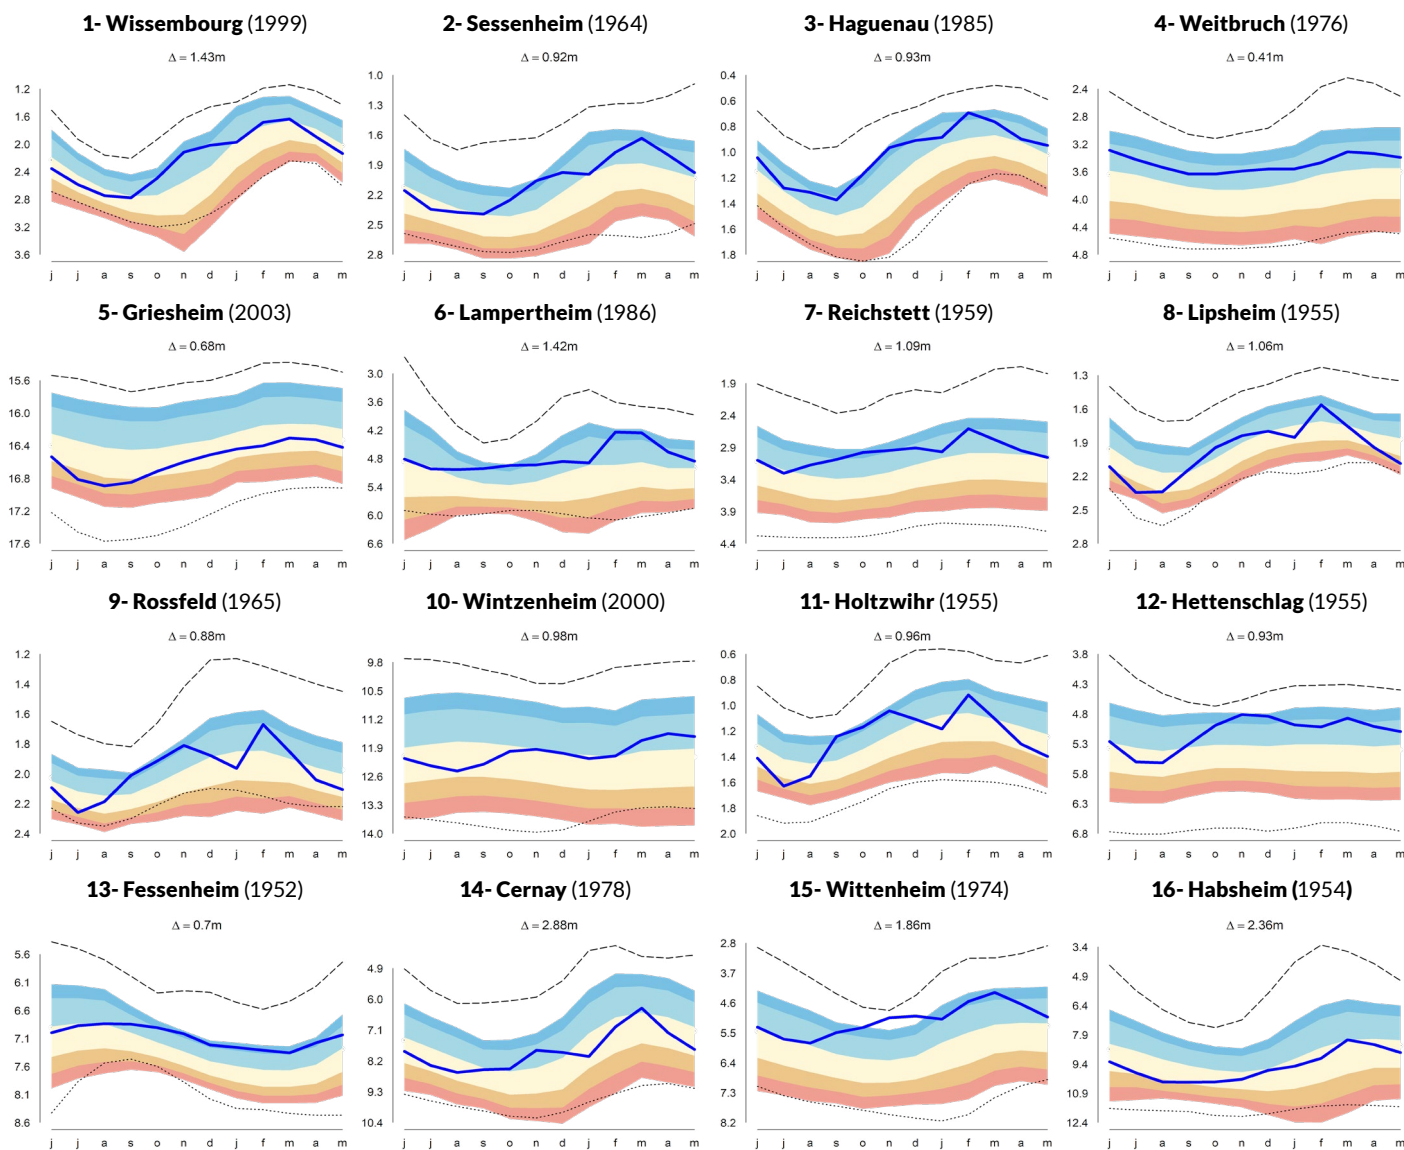 1- Wissembourg (1999)
Δ = 1.43m
1.2
1.6
2.0
2.4
2.8
3.2
3.6
j j a s o n d j f m a m
2- Sessenheim (1964)
Δ = 0.92m
1.0
1.3
1.6
1.9
2.2
2.5
2.8
j j a s o n d j f m a m
3- Haguenau (1985)
Δ = 0.93m
0.4
0.6
0.8
1.0
1.2
1.4
1.6
1.8
j j a s o n d j f m a m
4- Weitbruch (1976)
Δ = 0.41m
2.4
2.8
3.2
3.6
4.0
4.4
4.8
j j a s o n d j f m a m
5- Griesheim (2003)
Δ = 0.68m
15.6
16.0
16.4
16.8
17.2
17.6
j j a s o n d j f m a m
6- Lampertheim (1986)
Δ = 1.42m
3.0
3.6
4.2
4.8
5.4
6.0
6.6
j j a s o n d j f m a m
7- Reichstett (1959)
Δ = 1.09m
1.9
2.4
2.9
3.4
3.9
4.4
j j a s o n d j f m a m
8- Lipsheim (1955)
Δ = 1.06m
1.3
1.6
1.9
2.2
2.5
2.8
j j a s o n d j f m a m
9- Rossfeld (1965)
Δ = 0.88m
1.2
1.4
1.6
1.8
2.0
2.2
2.4
j j a s o n d j f m a m
10- Wintzenheim (2000)
Δ = 0.98m
9.8
10.5
11.2
11.9
12.6
13.3
14.0
j j a s o n d j f m a m
11- Holtzwihr (1955)
Δ = 0.96m
0.6
0.8
1.0
1.2
1.4
1.6
1.8
2.0
j j a s o n d j f m a m
12- Hettenschlag (1955)
Δ = 0.93m
3.8
4.3
4.8
5.3
5.8
6.3
6.8
j j a s o n d j f m a m
13- Fessenheim (1952)
Δ = 0.7m
5.6
6.1
6.6
7.1
7.6
8.1
8.6
j j a s o n d j f m a m
14- Cernay (1978)
Δ = 2.88m
4.9
6.0
7.1
8.2
9.3
10.4
j j a s o n d j f m a m
15- Wittenheim (1974)
Δ = 1.86m
2.8
3.7
4.6
5.5
6.4
7.3
8.2
j j a s o n d j f m a m
16- Habsheim (1954)
Δ = 2.36m
3.4
4.9
6.4
7.9
9.4
10.9
12.4
j j a s o n d j f m a m